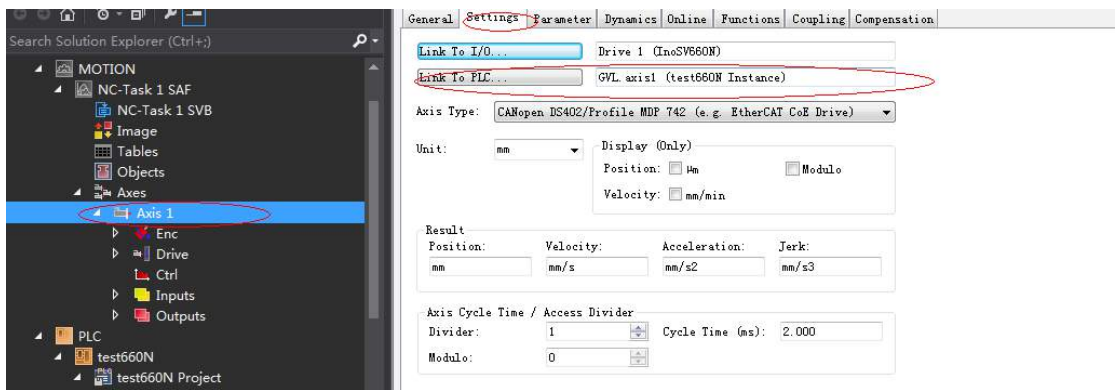 Search Solution Explorer (Ctrl+;)
MOTION
NC-Task 1 SAF
NC-Task 1 SVB
Image
Tables
Objects
Axes
Axis 1
Enc
Drive
Ctrl
Inputs
Outputs
PLC
test660N
test660N Project
General Settings Parameter Dynamics Online Functions Coupling Compensation
Link To I/O... Drive 1 (InoSV660N)
Link To PLC... GVL.axis1 (test660N Instance)
Axis Type: CANopen DS402/Profile MDP 742 (e.g. EtherCAT CoE Drive)
Unit: mm Display (Only)
Position: µm Modulo
Velocity: mm/min
Result
Position: Velocity: Acceleration: Jerk:
mm mm/s mm/s2 mm/s3
Axis Cycle Time / Access Divider
Divider: 1 Cycle Time (ms): 2.000
Modulo: 0